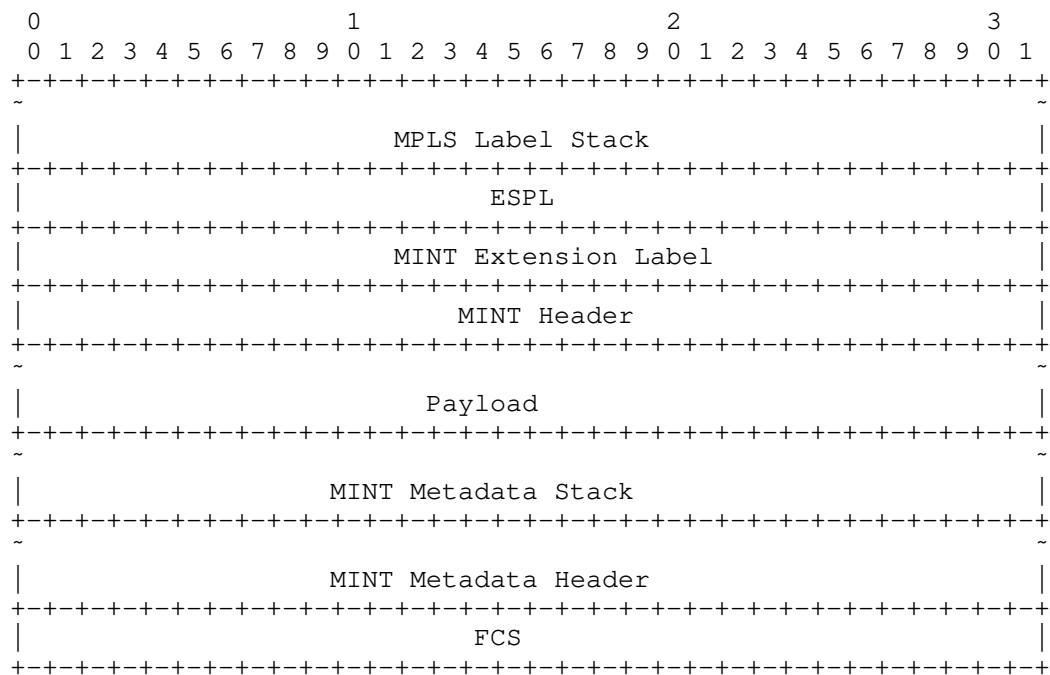 0                   1                   2                   3
0 1 2 3 4 5 6 7 8 9 0 1 2 3 4 5 6 7 8 9 0 1 2 3 4 5 6 7 8 9 0 1
+-+-+-+-+-+-+-+-+-+-+-+-+-+-+-+-+-+-+-+-+-+-+-+-+-+-+-+-+-+-+-+-+
~                                                               ~
|                       MPLS Label Stack                        |
+-+-+-+-+-+-+-+-+-+-+-+-+-+-+-+-+-+-+-+-+-+-+-+-+-+-+-+-+-+-+-+-+
|                             ESPL                              |
+-+-+-+-+-+-+-+-+-+-+-+-+-+-+-+-+-+-+-+-+-+-+-+-+-+-+-+-+-+-+-+-+
|                       MINT Extension Label                    |
+-+-+-+-+-+-+-+-+-+-+-+-+-+-+-+-+-+-+-+-+-+-+-+-+-+-+-+-+-+-+-+-+
|                           MINT Header                         |
+-+-+-+-+-+-+-+-+-+-+-+-+-+-+-+-+-+-+-+-+-+-+-+-+-+-+-+-+-+-+-+-+
~                                                               ~
|                         Payload                               |
+-+-+-+-+-+-+-+-+-+-+-+-+-+-+-+-+-+-+-+-+-+-+-+-+-+-+-+-+-+-+-+-+
~                                                               ~
|                   MINT Metadata Stack                         |
+-+-+-+-+-+-+-+-+-+-+-+-+-+-+-+-+-+-+-+-+-+-+-+-+-+-+-+-+-+-+-+-+
~                                                               ~
|                   MINT Metadata Header                        |
+-+-+-+-+-+-+-+-+-+-+-+-+-+-+-+-+-+-+-+-+-+-+-+-+-+-+-+-+-+-+-+-+
|                            FCS                                |
+-+-+-+-+-+-+-+-+-+-+-+-+-+-+-+-+-+-+-+-+-+-+-+-+-+-+-+-+-+-+-+-+